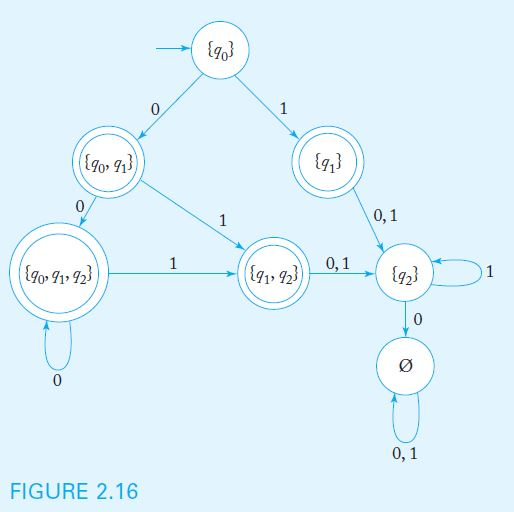 {q₀}
0
1
{q₀, q₁}
{q₁}
0
1
0, 1
{q₀, q₁, q₂}
1
{q₁, q₂}
0, 1
{q₂}
1
0
0
Ø
0, 1
FIGURE 2.16